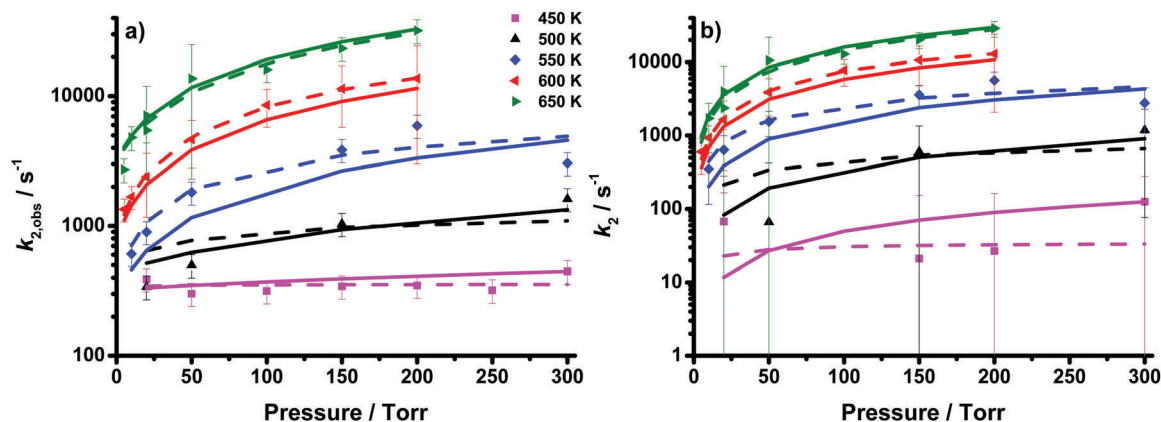 a)
450 K
500 K
550 K
600 K
650 K
k2,obs / s-1
10000
1000
100
0 50 100 150 200 250 300
Pressure / Torr
b)
k2 / s-1
10000
1000
100
10
1
0 50 100 150 200 250 300
Pressure / Torr